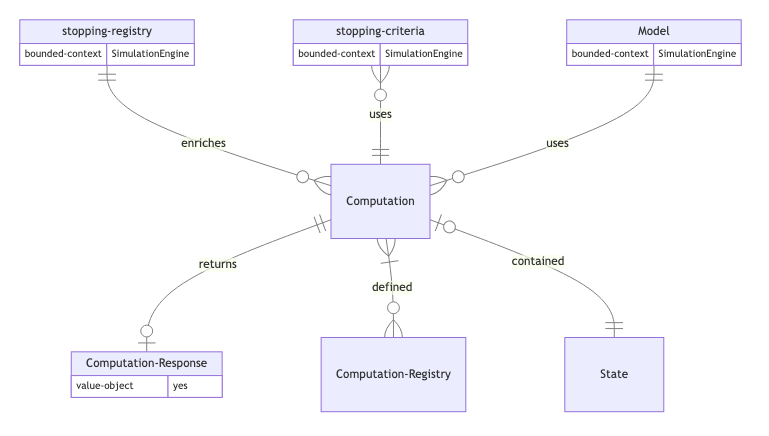 stopping-registry
bounded-context SimulationEngine
stopping-criteria
bounded-context SimulationEngine
Model
bounded-context SimulationEngine
enriches
uses
uses
Computation
returns
defined
contained
Computation-Response
value-object yes
Computation-Registry
State